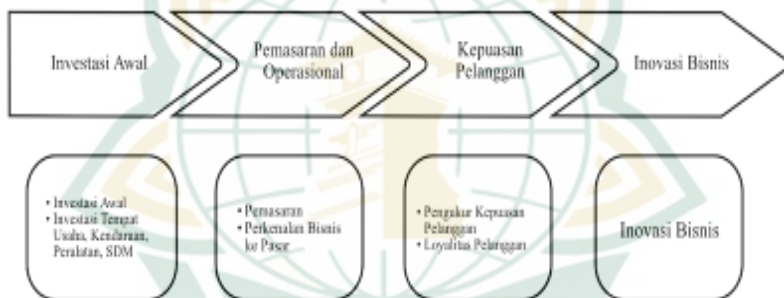 Investasi Awal
Pemasaran dan
Operasional
Kepuasan
Pelanggan
Inovasi Bisnis
• Investasi Awal
• Investasi Tempat
Usaha, Kendaraan,
Peralatan, SDM
• Pemasaran
• Perkenalan Bisnis
ke Pasar
• Pengukur Kepuasan
Pelanggan
• Loyalitas Pelanggan
Inovasi Bisnis